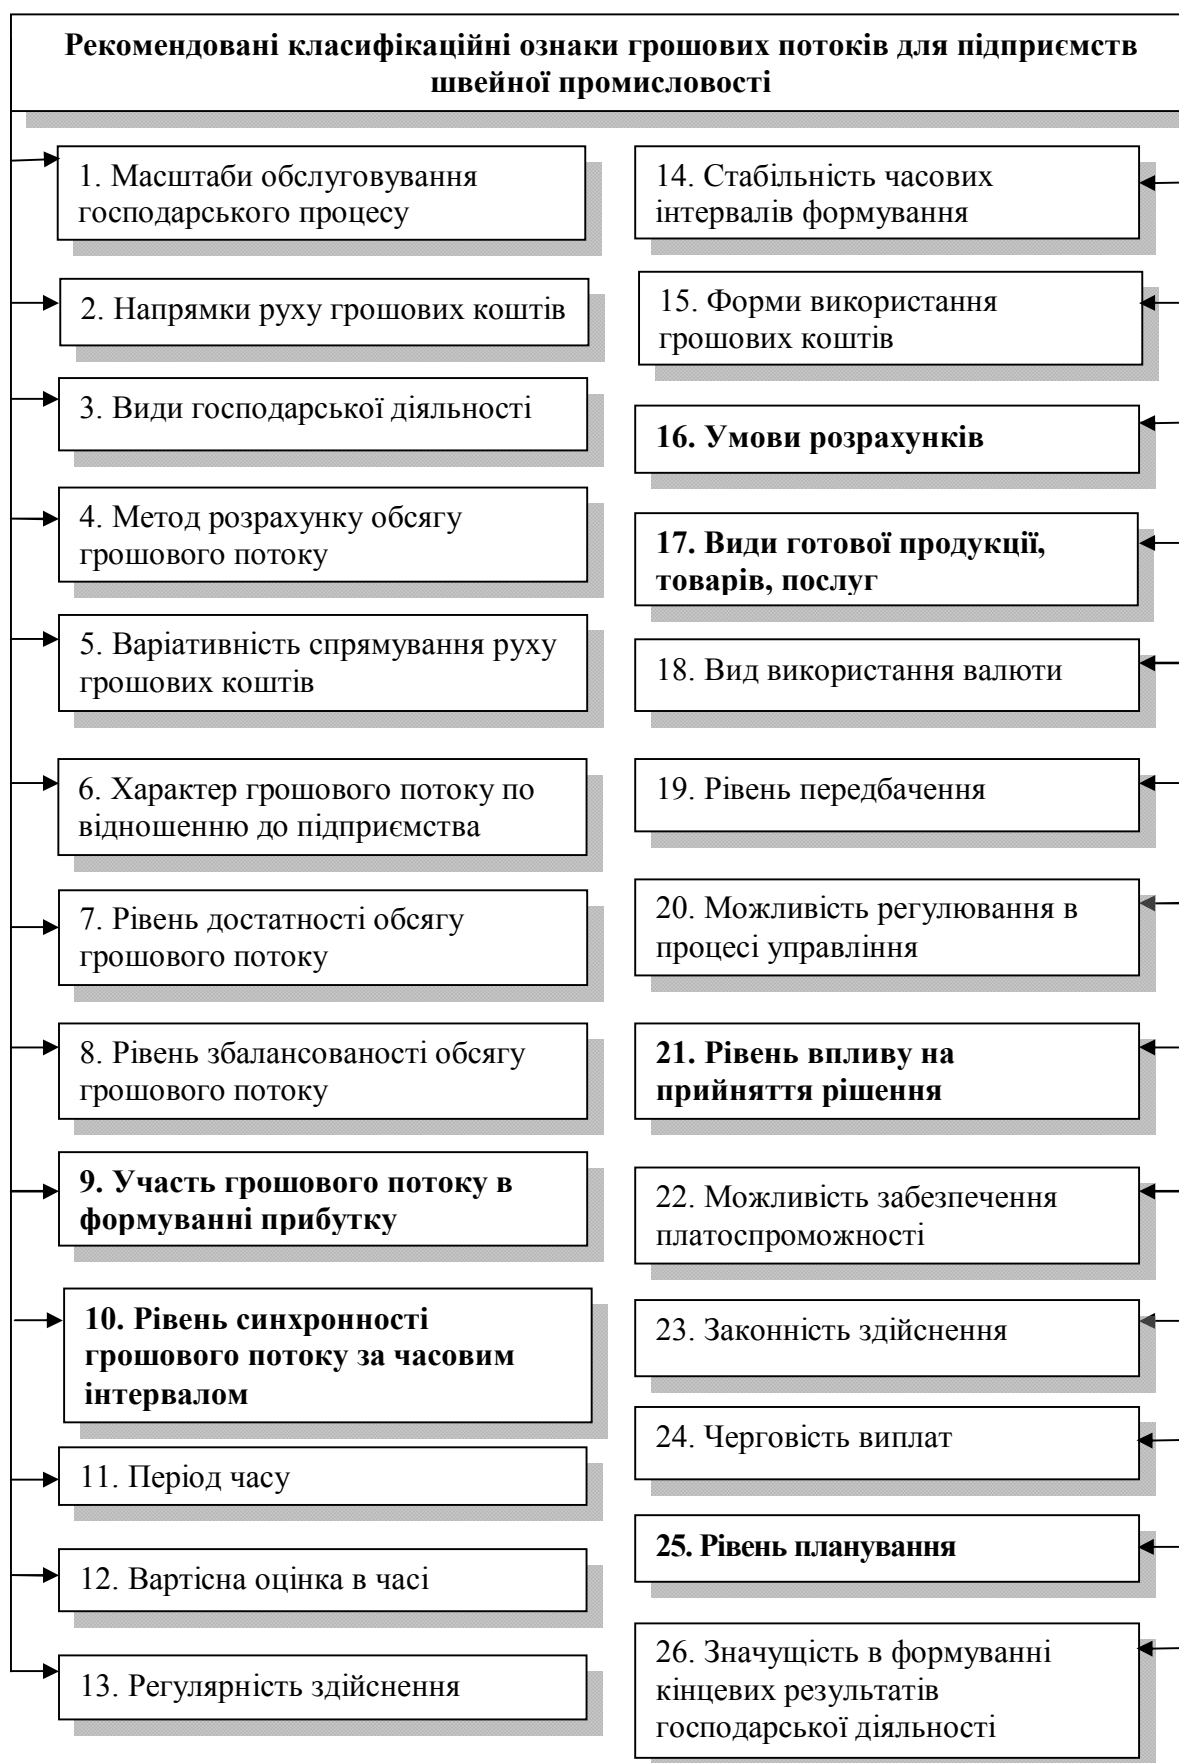 Рекомендовані класифікаційні ознаки грошових потоків для підприємств
швейної промисловості
1. Масштаби обслуговування
господарського процесу
2. Напрямки руху грошових коштів
3. Види господарської діяльності
4. Метод розрахунку обсягу
грошового потоку
5. Варіативність спрямування руху
грошових коштів
6. Характер грошового потоку по
відношенню до підприємства
7. Рівень достатності обсягу
грошового потоку
8. Рівень збалансованості обсягу
грошового потоку
9. Участь грошового потоку в
формуванні прибутку
10. Рівень синхронності
грошового потоку за часовим
інтервалом
11. Період часу
12. Вартісна оцінка в часі
13. Регулярність здійснення
14. Стабільність часових
інтервалів формування
15. Форми використання
грошових коштів
16. Умови розрахунків
17. Види готової продукції,
товарів, послуг
18. Вид використання валюти
19. Рівень передбачення
20. Можливість регулювання в
процесі управління
21. Рівень впливу на
прийняття рішення
22. Можливість забезпечення
платоспроможності
23. Законність здійснення
24. Черговість виплат
25. Рівень планування
26. Значущість в формуванні
кінцевих результатів
господарської діяльності